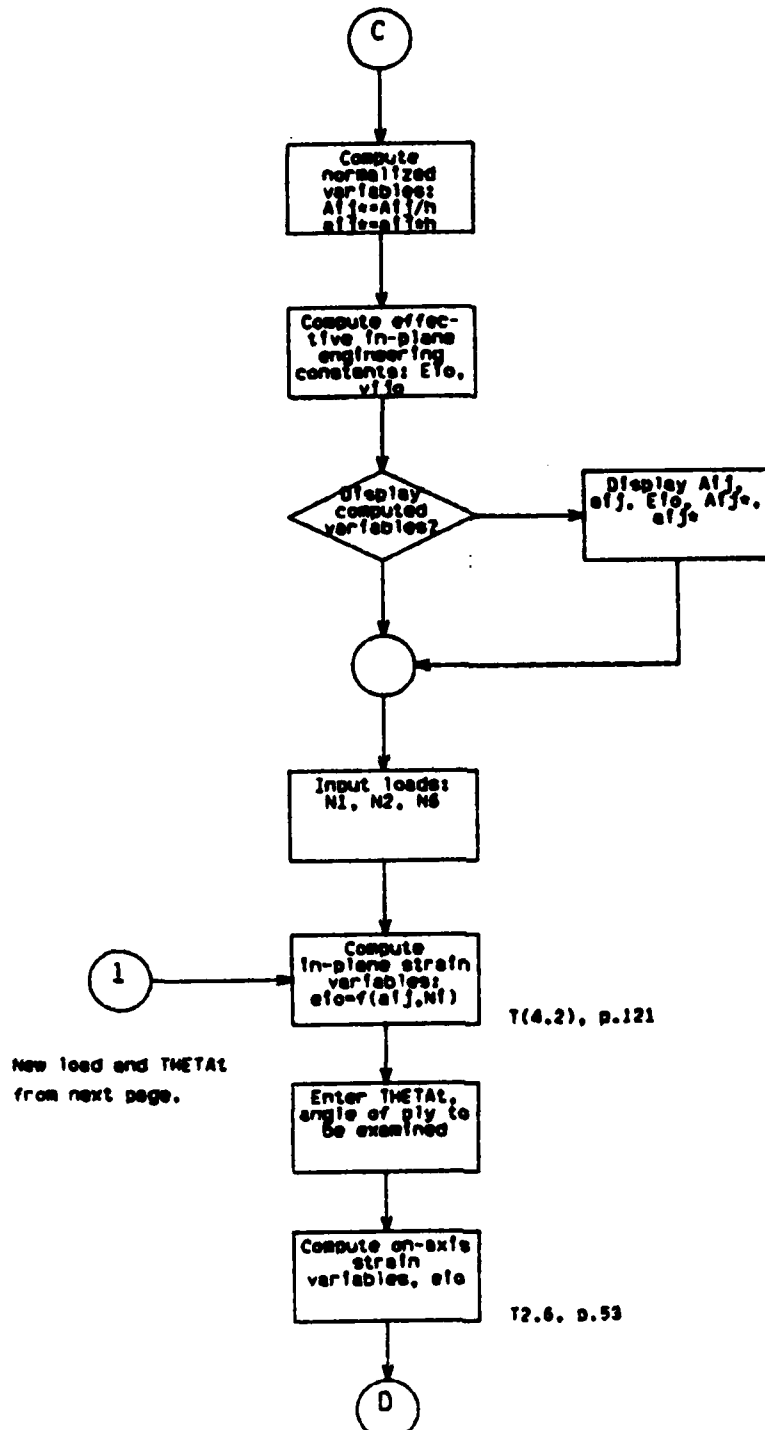 C
Compute
normalized
variables:
Aij*=Aij/h
aij*=aij*h
Compute effec-
tive in-plane
engineering
constants: Eio,
vijo
Display
computed
variables?
Display Aij,
aij, Eio, Aij*,
aij*
Input loads:
N1, N2, N6
1
Compute
in-plane strain
variables:
eio=f(aij,Ni)
T(4.2), p.121
New load and THETAt
from next page.
Enter THETAt,
angle of ply to
be examined
Compute on-axis
strain
variables, eio
T2.6, p.53
D